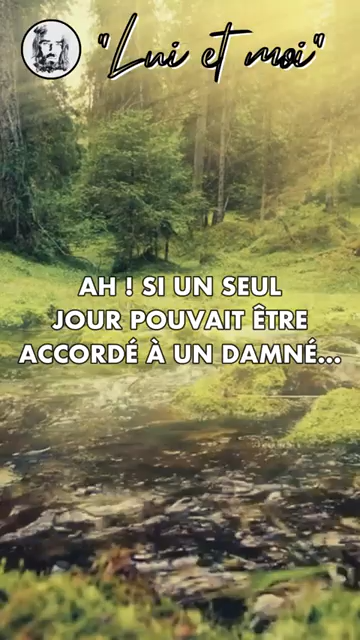 "Lui et moi"
AH ! SI UN SEUL
JOUR POUVAIT ÊTRE
ACCORDÉ À UN DAMNÉ...